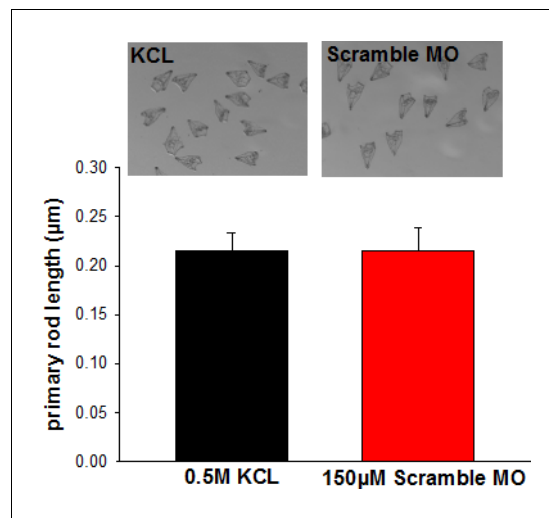 KCL
Scramble MO
primary rod length (µm)
0.30
0.25
0.20
0.15
0.10
0.05
0.00
0.5M KCL
150µM Scramble MO